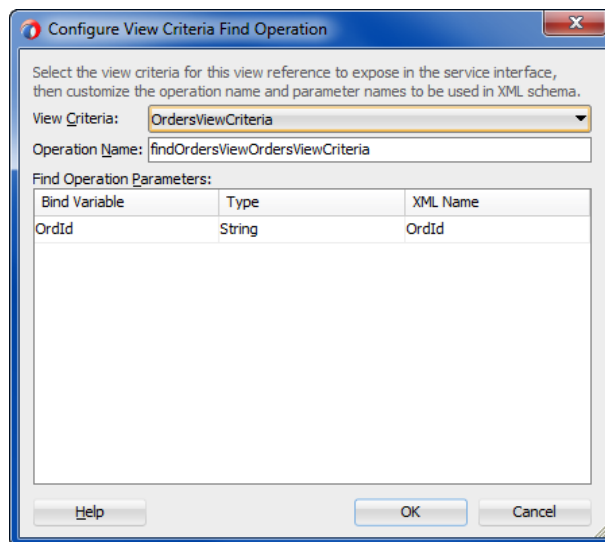 Configure View Criteria Find Operation
Select the view criteria for this view reference to expose in the service interface,
then customize the operation name and parameter names to be used in XML schema.
View Criteria: OrdersViewCriteria
Operation Name: findOrdersViewOrdersViewCriteria
Find Operation Parameters:
Bind Variable Type XML Name
OrdId String OrdId
Help OK Cancel